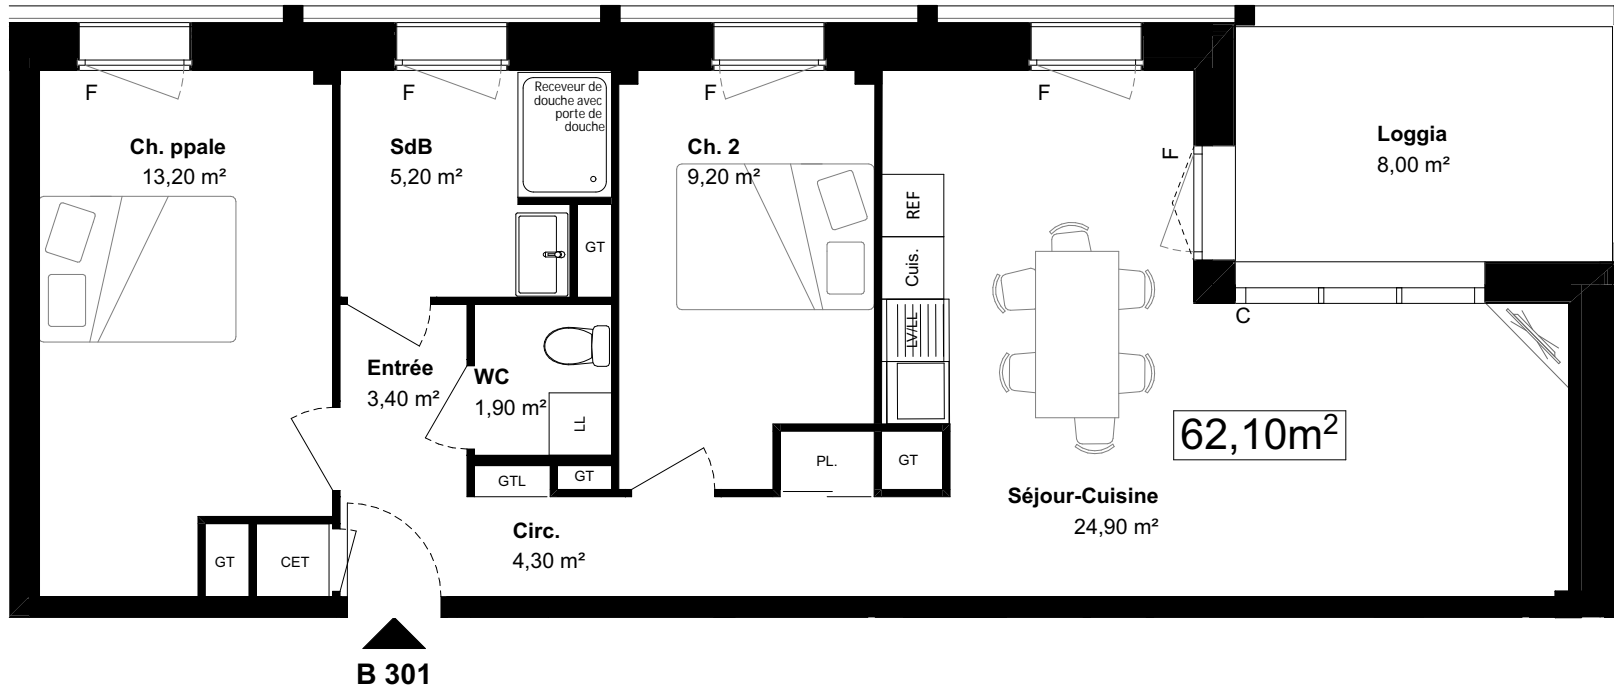 F
F
F
F
Receveur de
douche avec
porte de
douche
Ch. ppale
13,20 m²
SdB
5,20 m²
Ch. 2
9,20 m²
F
Loggia
8,00 m²
REF
Cuis.
LV/LL
GT
C
Entrée
3,40 m²
WC
1,90 m²
LL
62,10m²
GTL
GT
PL.
GT
Séjour-Cuisine
24,90 m²
Circ.
4,30 m²
GT
CET
B 301